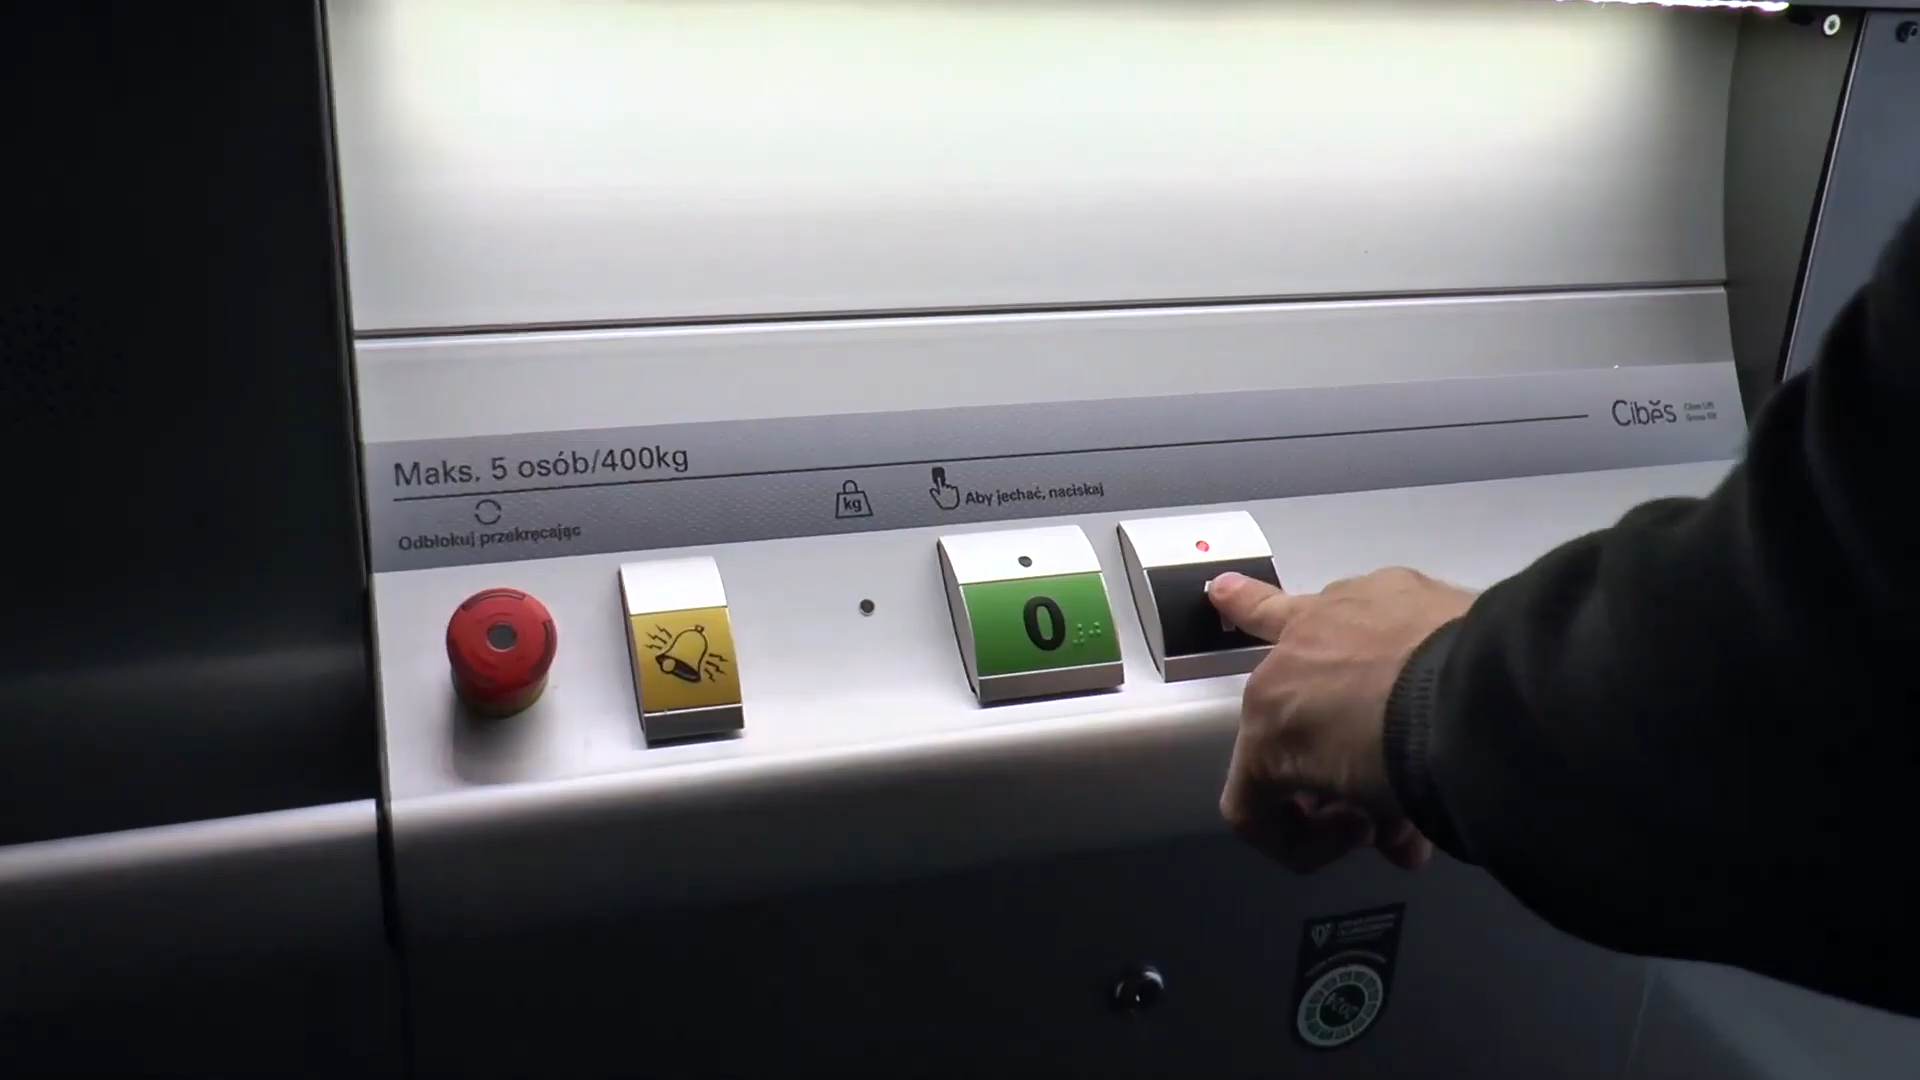 Maks. 5 osób/400kg
Cibes
Odblokuj przekręcając
kg
Aby jechać, naciskaj
0